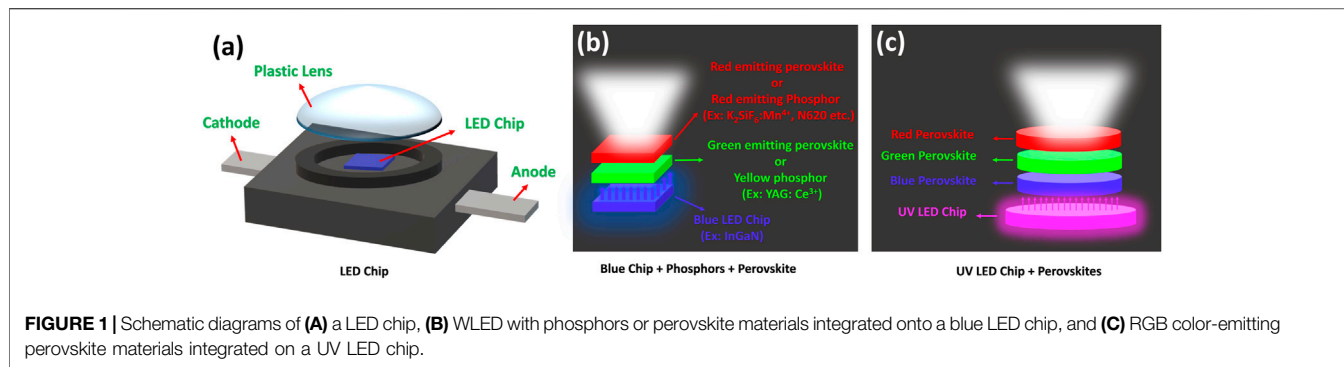 (a)
Plastic Lens
Cathode
LED Chip
Anode
LED Chip
(b)
Red emitting perovskite
or
Red emitting Phosphor
(Ex: K₂SiF₆:Mn⁴⁺, N620 etc.)
Green emitting perovskite
or
Yellow phosphor
(Ex: YAG: Ce³⁺)
Blue LED Chip
(Ex: InGaN)
Blue Chip + Phosphors + Perovskite
(c)
Red Perovskite
Green Perovskite
Blue Perovskite
UV LED Chip
UV LED Chip + Perovskites
FIGURE 1 | Schematic diagrams of (A) a LED chip, (B) WLED with phosphors or perovskite materials integrated onto a blue LED chip, and (C) RGB color-emitting
perovskite materials integrated on a UV LED chip.